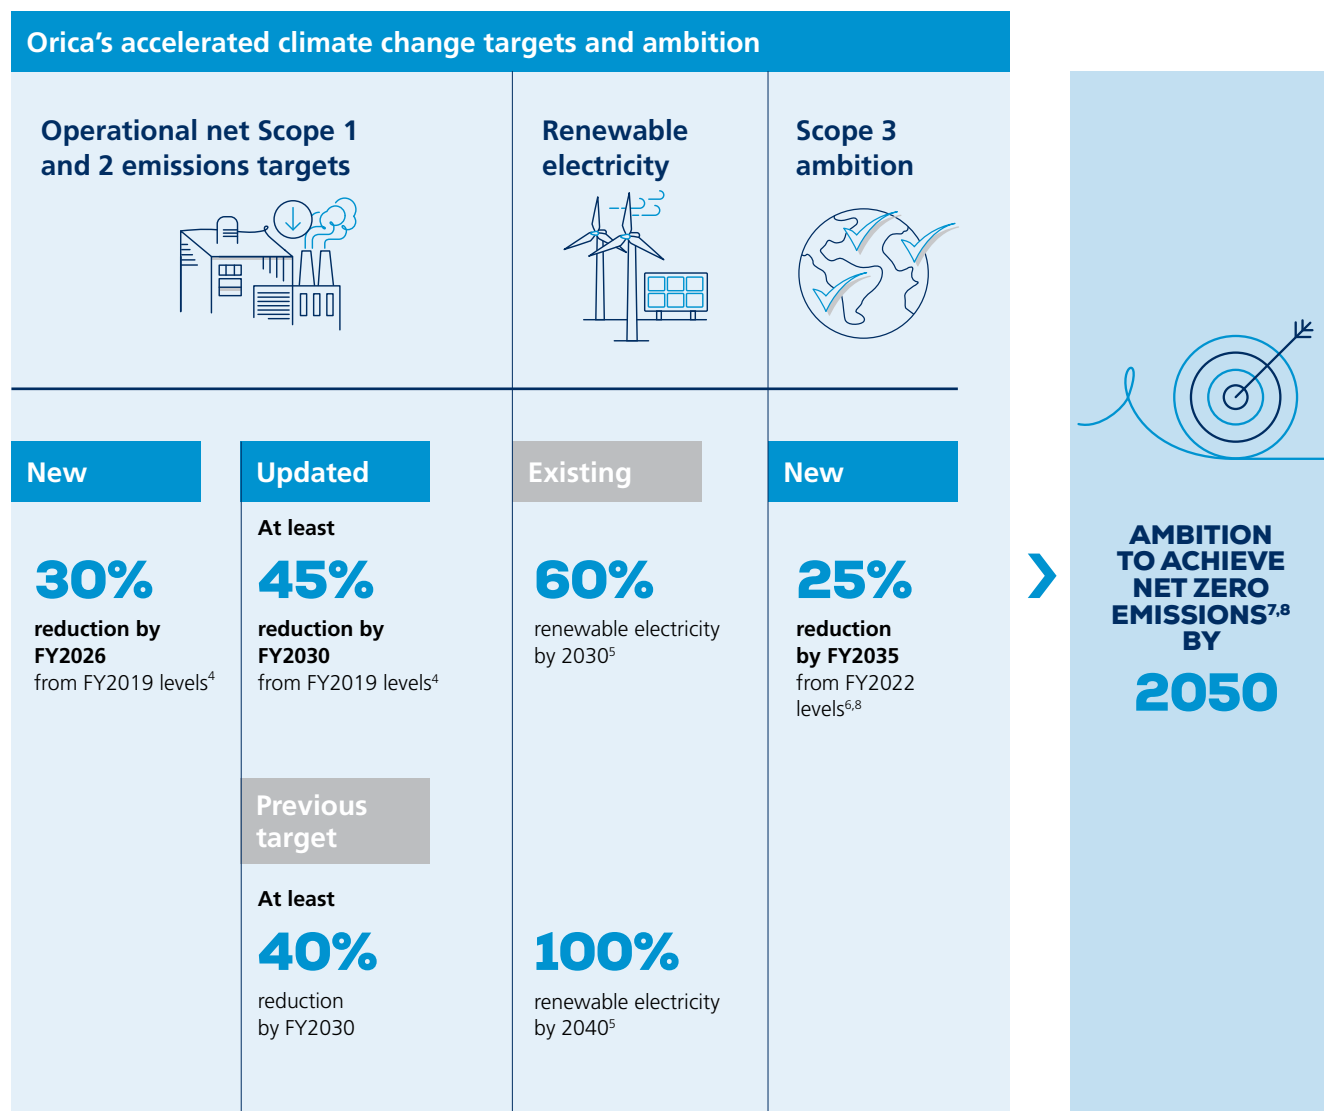 Orica’s accelerated climate change targets and ambition
Operational net Scope 1
and 2 emissions targets
Renewable
electricity
Scope 3
ambition
New
30%
reduction by
FY2026
from FY2019 levels4
Updated
At least
45%
reduction by
FY2030
from FY2019 levels4
Previous
target
At least
40%
reduction
by FY2030
Existing
60%
renewable electricity
by 20305
100%
renewable electricity
by 20405
New
25%
reduction
by FY2035
from FY2022
levels6,8
AMBITION
TO ACHIEVE
NET ZERO
EMISSIONS7,8
BY
2050